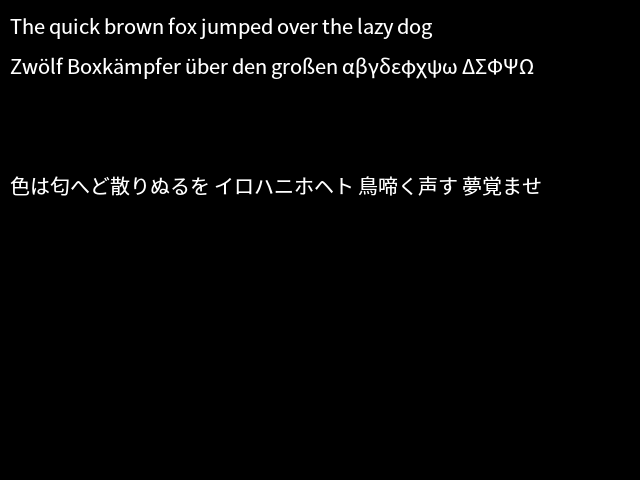 The quick brown fox jumped over the lazy dog
Zwölf Boxkämpfer über den großen αβγδεφχψω ΔΣΦΨΩ
色は匂へど散りぬるを イロハニホヘト 鳥啼く声す 夢覚ませ